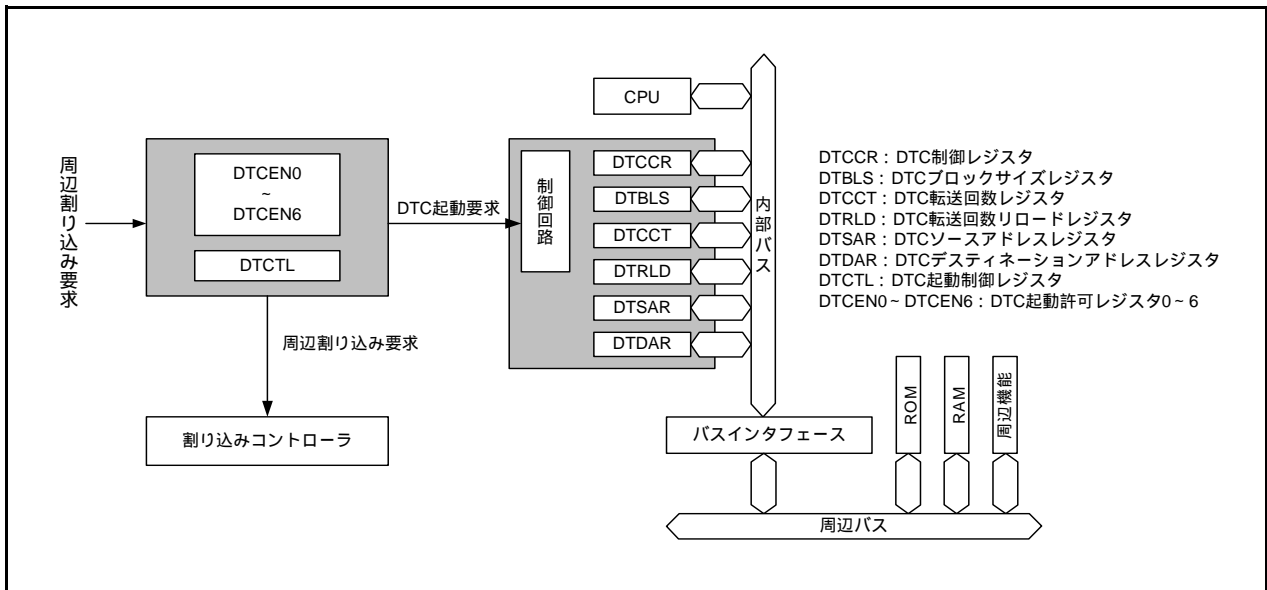 CPU
周辺割り込み要求
DTCEN0
~
DTCEN6
DTCTL
DTC起動要求
制御回路
DTCCR
DTBLS
DTCCT
DTRLD
DTSAR
DTDAR
内部バス
DTCCR：DTC制御レジスタ
DTBLS：DTCブロックサイズレジスタ
DTCCT：DTC転送回数レジスタ
DTRLD：DTC転送回数リロードレジスタ
DTSAR：DTCソースアドレスレジスタ
DTDAR：DTCデスティネーションアドレスレジスタ
DTCTL：DTC起動制御レジスタ
DTCEN0～DTCEN6：DTC起動許可レジスタ0～6
周辺割り込み要求
割り込みコントローラ
バスインタフェース
ROM
RAM
周辺機能
周辺バス